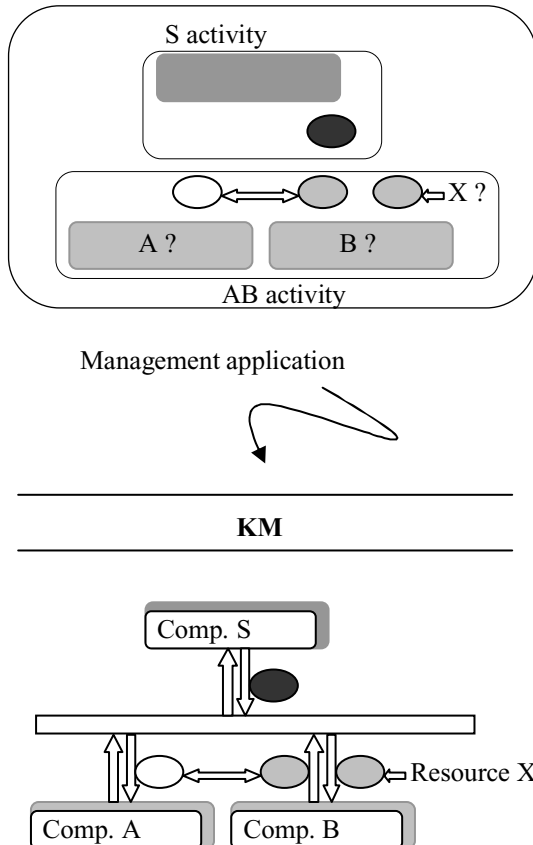 S activity
X ?
A ?
B ?
AB activity
Management application
KM
Comp. S
Resource X
Comp. A
Comp. B